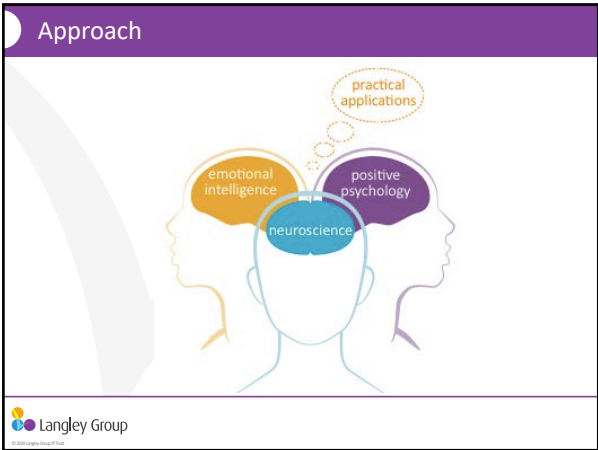 Approach
practical
applications
emotional
intelligence
positive
psychology
neuroscience
Langley Group